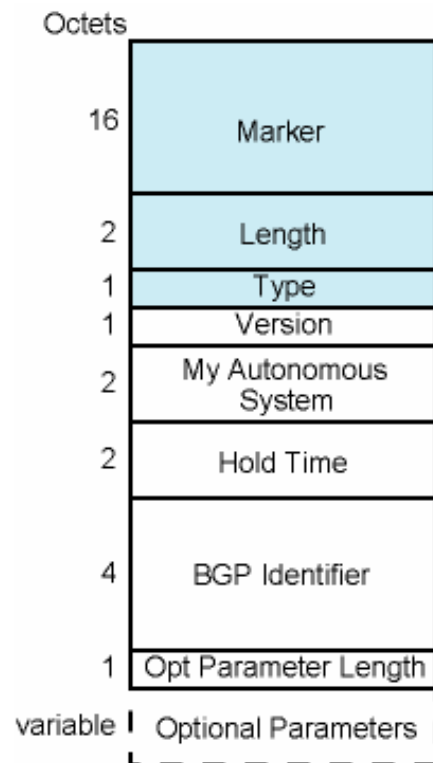 Octets
16 Marker
2 Length
1 Type
1 Version
2 My Autonomous
System
2 Hold Time
4 BGP Identifier
1 Opt Parameter Length
variable Optional Parameters